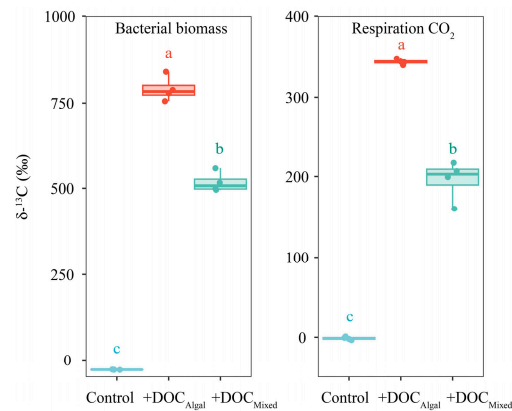 Bacterial biomass
Respiration CO2
δ-13C (‰)
1000
750
500
250
0
a
b
c
Control +DOCAlgal +DOCMixed
400
300
200
100
0
a
b
c
Control +DOCAlgal +DOCMixed